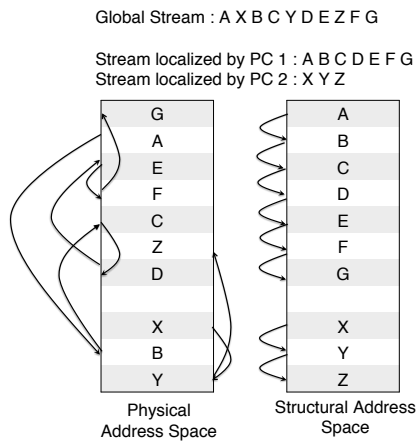 Global Stream : A X B C Y D E Z F G
Stream localized by PC 1 : A B C D E F G
Stream localized by PC 2 : X Y Z
G
A
E
F
C
Z
D
X
B
Y
Physical
Address Space
A
B
C
D
E
F
G
X
Y
Z
Structural Address
Space